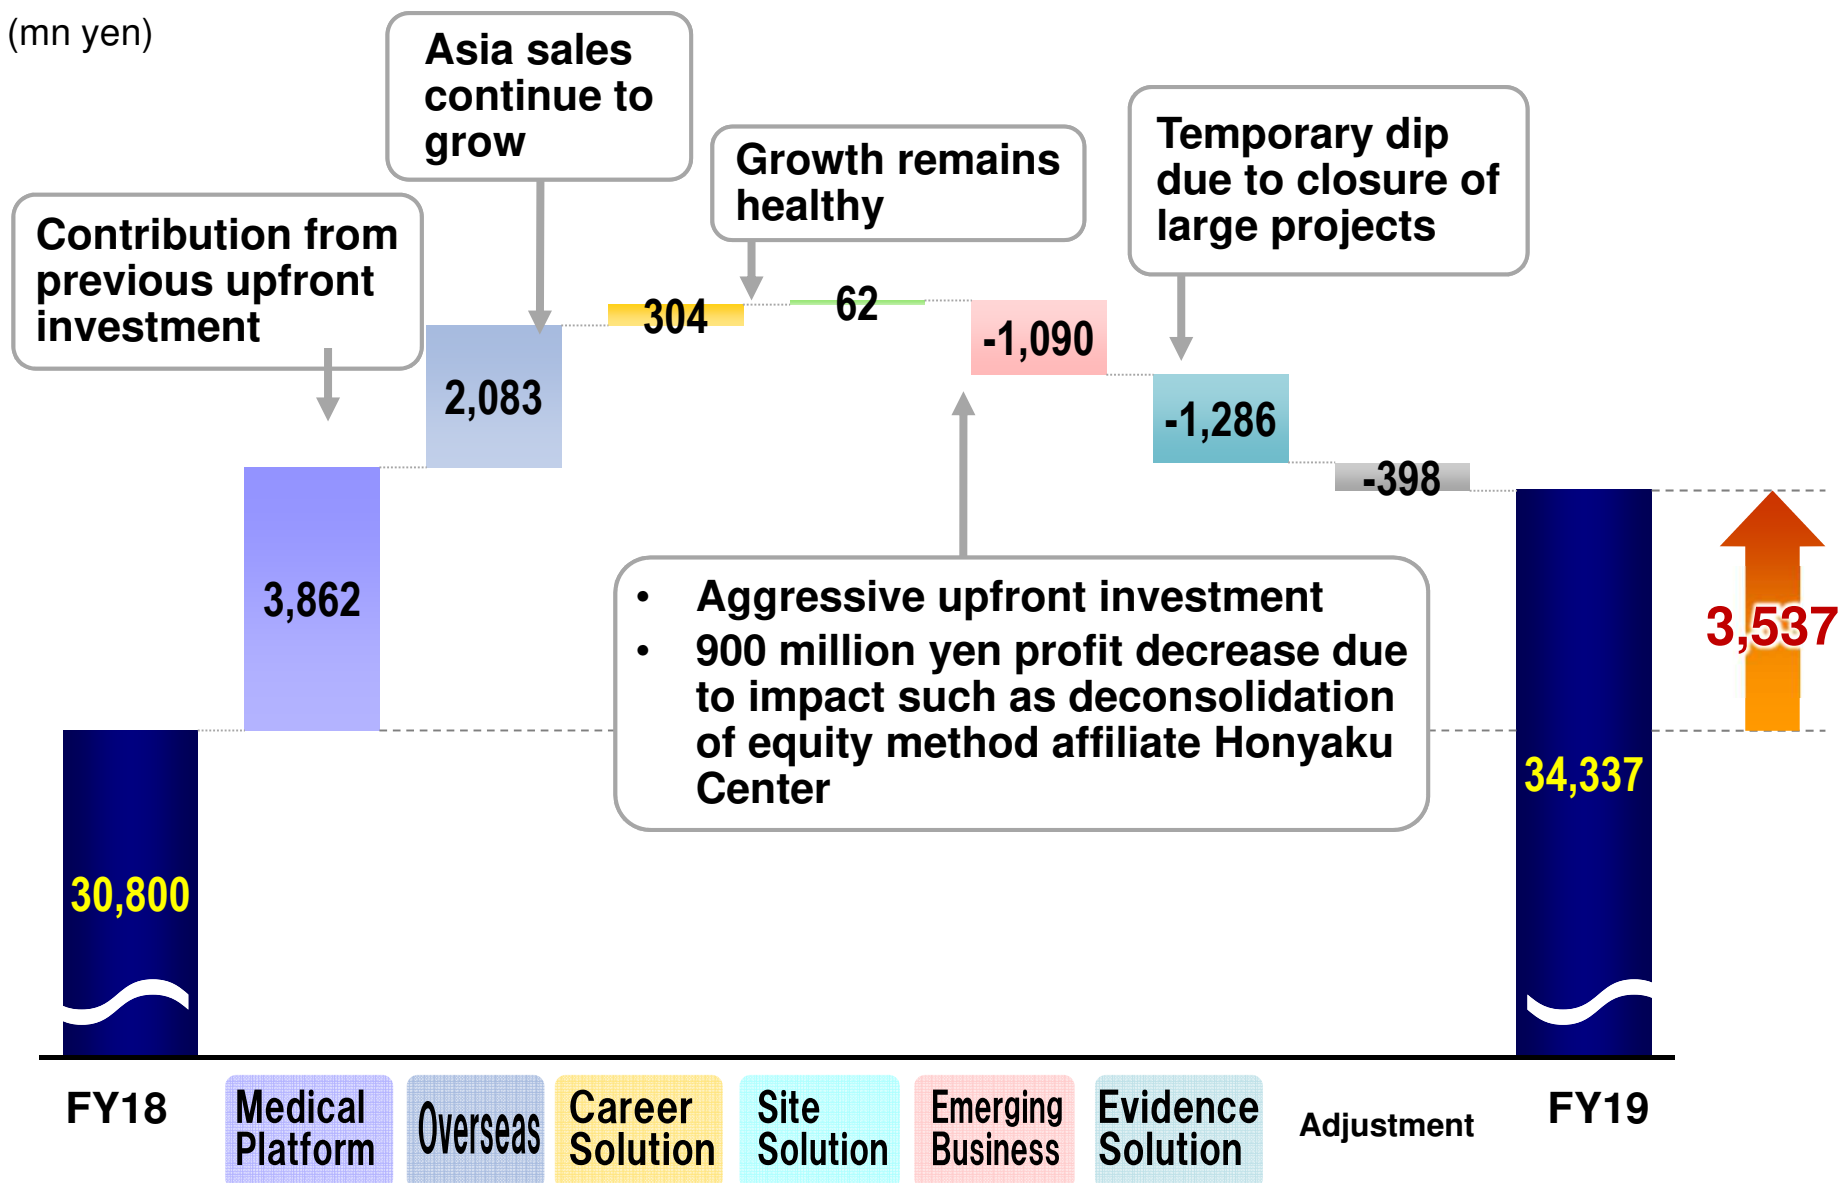 (mn yen)
Asia sales
continue to
grow
Contribution from
previous upfront
investment
Growth remains
healthy
Temporary dip
due to closure of
large projects
304
62
-1,090
2,083
-1,286
-398
3,862
• Aggressive upfront investment
• 900 million yen profit decrease due
to impact such as deconsolidation
of equity method affiliate Honyaku
Center
3,537
34,337
30,800
FY18
Medical
Platform
Overseas
Career
Solution
Site
Solution
Emerging
Business
Evidence
Solution
Adjustment
FY19